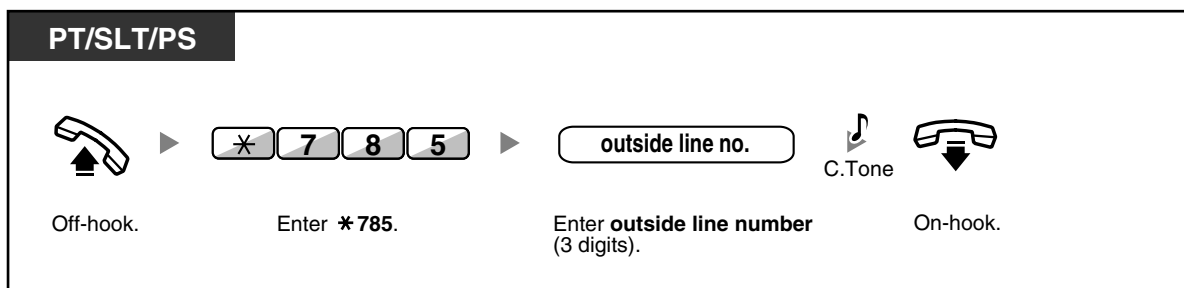 PT/SLT/PS
* 7 8 5
outside line no.
C.Tone
Off-hook.
Enter *785.
Enter outside line number
(3 digits).
On-hook.